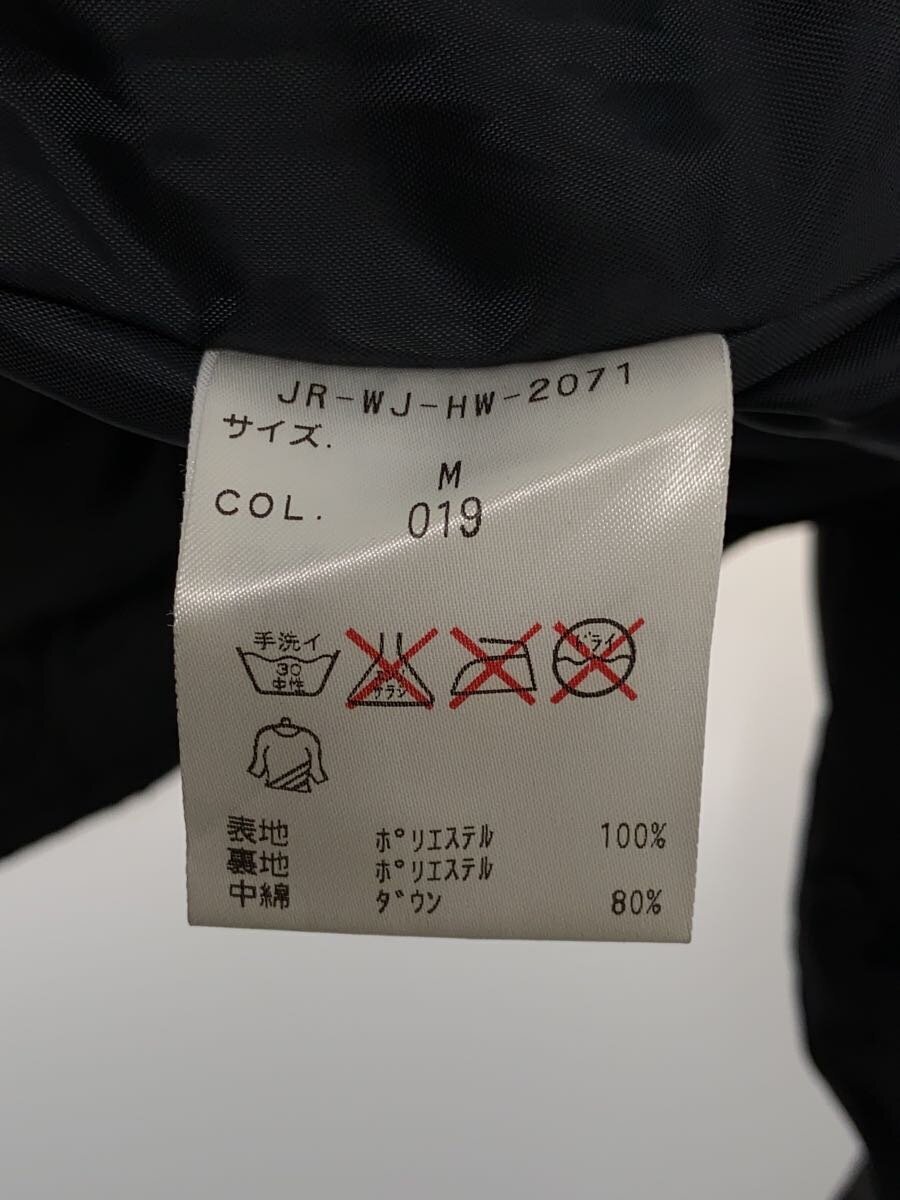 JR-WJ-HW-2071
サイズ.
M
COL. 019
手洗イ
30
中性
サラシ
ドライ
表地 ポリエステル 100%
裏地 ポリエステル
中綿 ダウン 80%